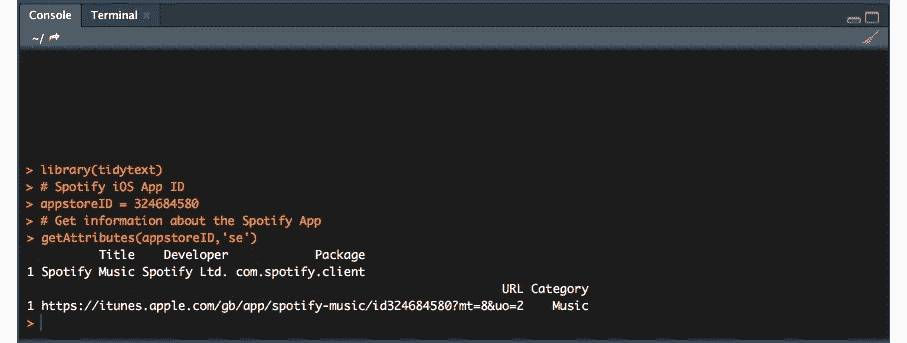 Console Terminal ×
~/
> library(tidytext)
> # Spotify iOS App ID
> appstoreID = 324684580
> # Get information about the Spotify App
> getAttributes(appstoreID,'se')
Title Developer Package
1 Spotify Music Spotify Ltd. com.spotify.client
URL Category
1 https://itunes.apple.com/gb/app/spotify-music/id324684580?mt=8&uo=2 Music
>